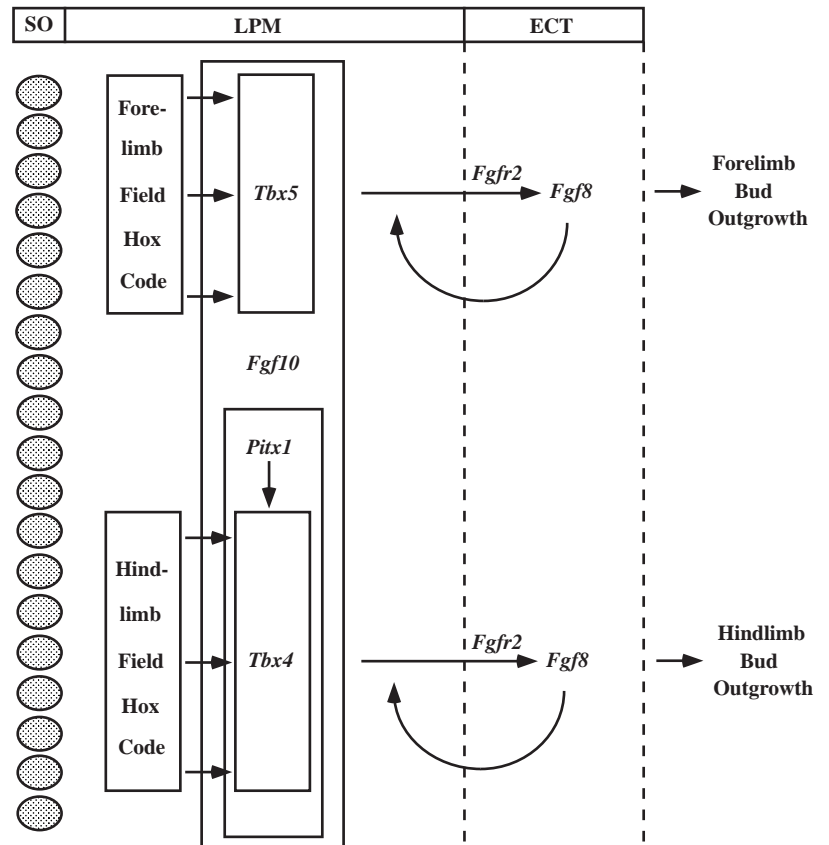 SO LPM ECT
Fore-
limb
Field
Hox
Code
Tbx5
Fgfr2
Fgf8
Forelimb
Bud
Outgrowth
Fgf10
Pitx1
Hind-
limb
Field
Hox
Code
Tbx4
Fgfr2
Fgf8
Hindlimb
Bud
Outgrowth